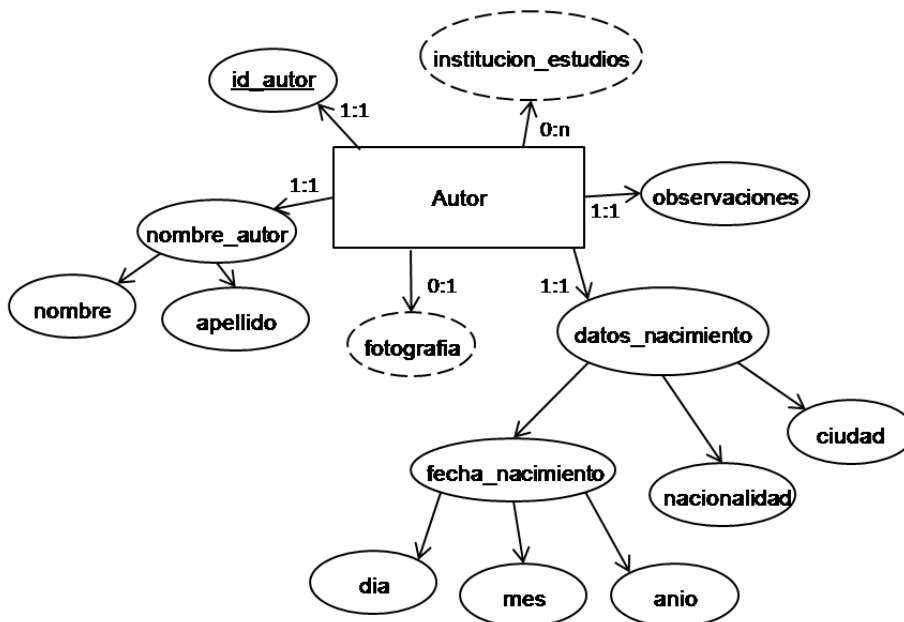 institucion_estudios
id_autor
1:1
0:n
1:1
Autor
1:1
observaciones
nombre_autor
0:1
1:1
nombre
apellido
fotografia
datos_nacimiento
ciudad
fecha_nacimiento
nacionalidad
dia
mes
anio